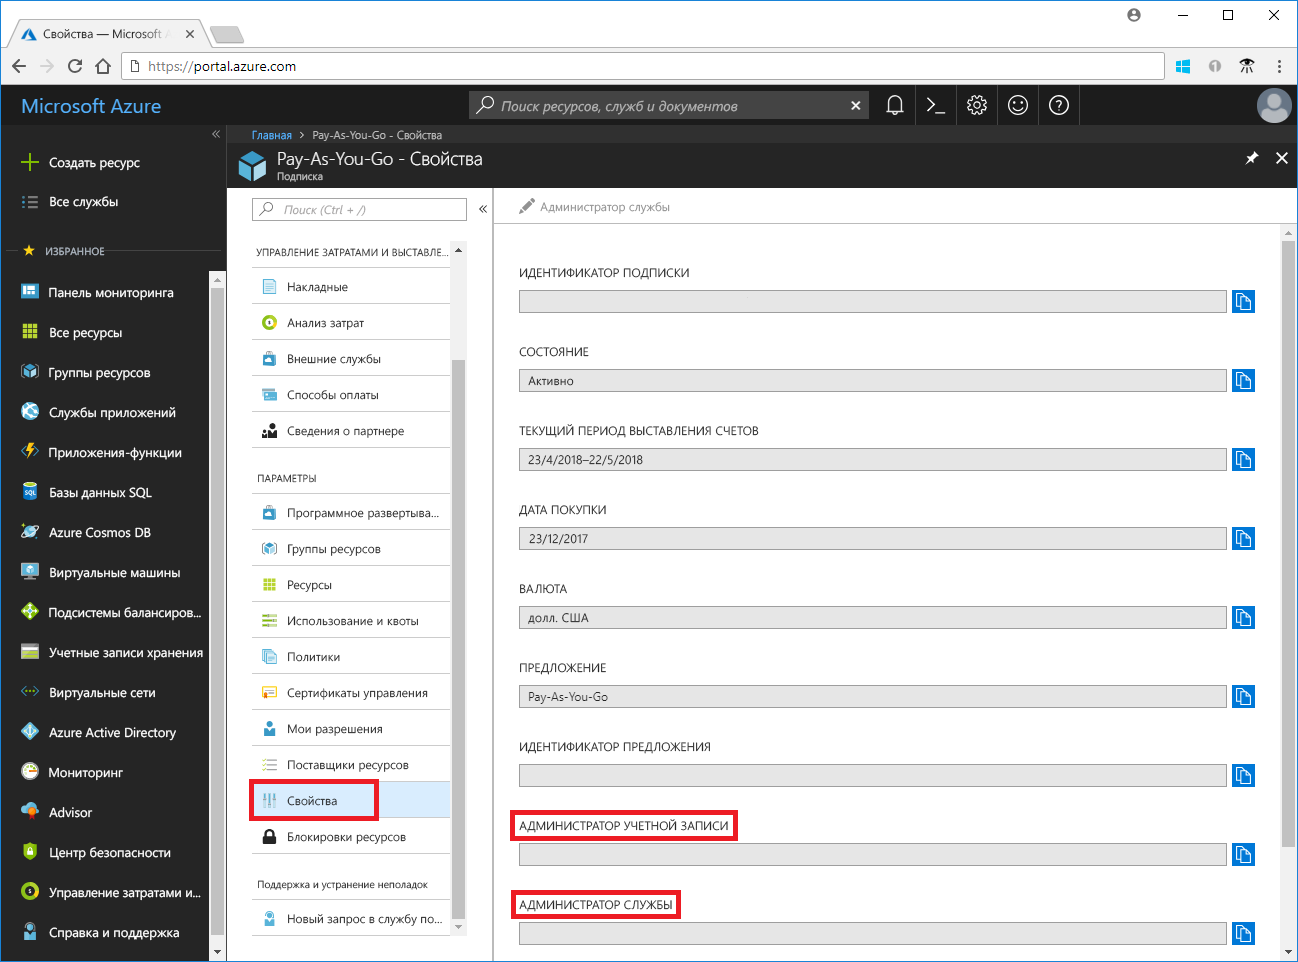 Свойства — Microsoft A
https://portal.azure.com
Microsoft Azure
Поиск ресурсов, служб и документов
Главная > Pay-As-You-Go - Свойства
Pay-As-You-Go - Свойства
Подписка
Создать ресурс
Все службы
ИЗБРАННОЕ
Панель мониторинга
Все ресурсы
Группы ресурсов
Службы приложений
Приложения-функции
Базы данных SQL
Azure Cosmos DB
Виртуальные машины
Подсистемы балансиров...
Учетные записи хранения
Виртуальные сети
Azure Active Directory
Мониторинг
Advisor
Центр безопасности
Управление затратами и...
Справка и поддержка
Поиск (Ctrl + /)
УПРАВЛЕНИЕ ЗАТРАТАМИ И ВЫСТАВЛЕ...
Накладные
Анализ затрат
Внешние службы
Способы оплаты
Сведения о партнере
ПАРАМЕТРЫ
Программное развертыва...
Группы ресурсов
Ресурсы
Использование и квоты
Политики
Сертификаты управления
Мои разрешения
Поставщики ресурсов
Свойства
Блокировки ресурсов
Поддержка и устранение неполадок
Новый запрос в службу по...
Администратор службы
ИДЕНТИФИКАТОР ПОДПИСКИ
СОСТОЯНИЕ
Активно
ТЕКУЩИЙ ПЕРИОД ВЫСТАВЛЕНИЯ СЧЕТОВ
23/4/2018–22/5/2018
ДАТА ПОКУПКИ
23/12/2017
ВАЛЮТА
долл. США
ПРЕДЛОЖЕНИЕ
Pay-As-You-Go
ИДЕНТИФИКАТОР ПРЕДЛОЖЕНИЯ
АДМИНИСТРАТОР УЧЕТНОЙ ЗАПИСИ
АДМИНИСТРАТОР СЛУЖБЫ